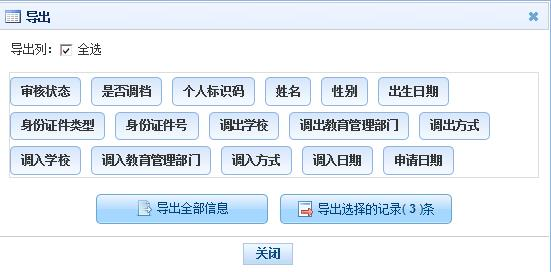 导出
导出列： 全选
审核状态 是否调档 个人标识码 姓名 性别 出生日期
身份证件类型 身份证件号 调出学校 调出教育管理部门 调出方式
调入学校 调入教育管理部门 调入方式 调入日期 申请日期
导出全部信息 导出选择的记录( 3 )条
关闭